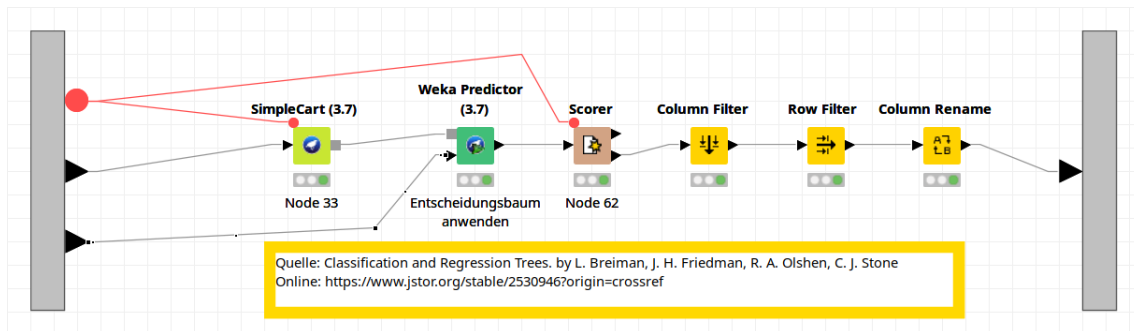 Weka Predictor
(3.7)
SimpleCart (3.7)
Scorer
Column Filter
Row Filter
Column Rename
A
B
Node 33
Entscheidungsbaum
anwenden
Node 62
Quelle: Classification and Regression Trees. by L. Breiman, J. H. Friedman, R. A. Olshen, C. J. Stone
Online: https://www.jstor.org/stable/2530946?origin=crossref